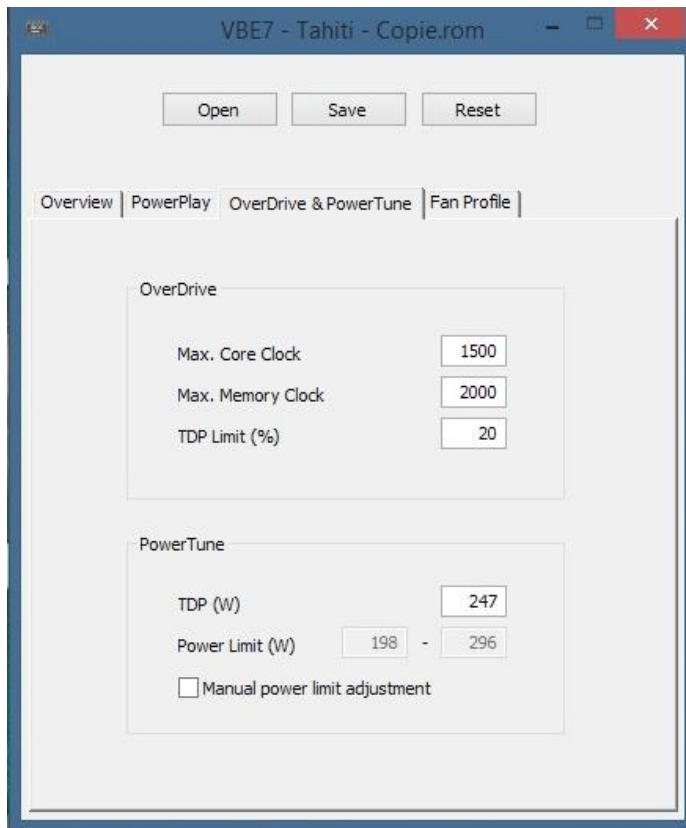 VBE7 - Tahiti - Copie.rom
Open Save Reset
Overview PowerPlay OverDrive & PowerTune Fan Profile
OverDrive
Max. Core Clock 1500
Max. Memory Clock 2000
TDP Limit (%) 20
PowerTune
TDP (W) 247
Power Limit (W) 198 - 296
Manual power limit adjustment